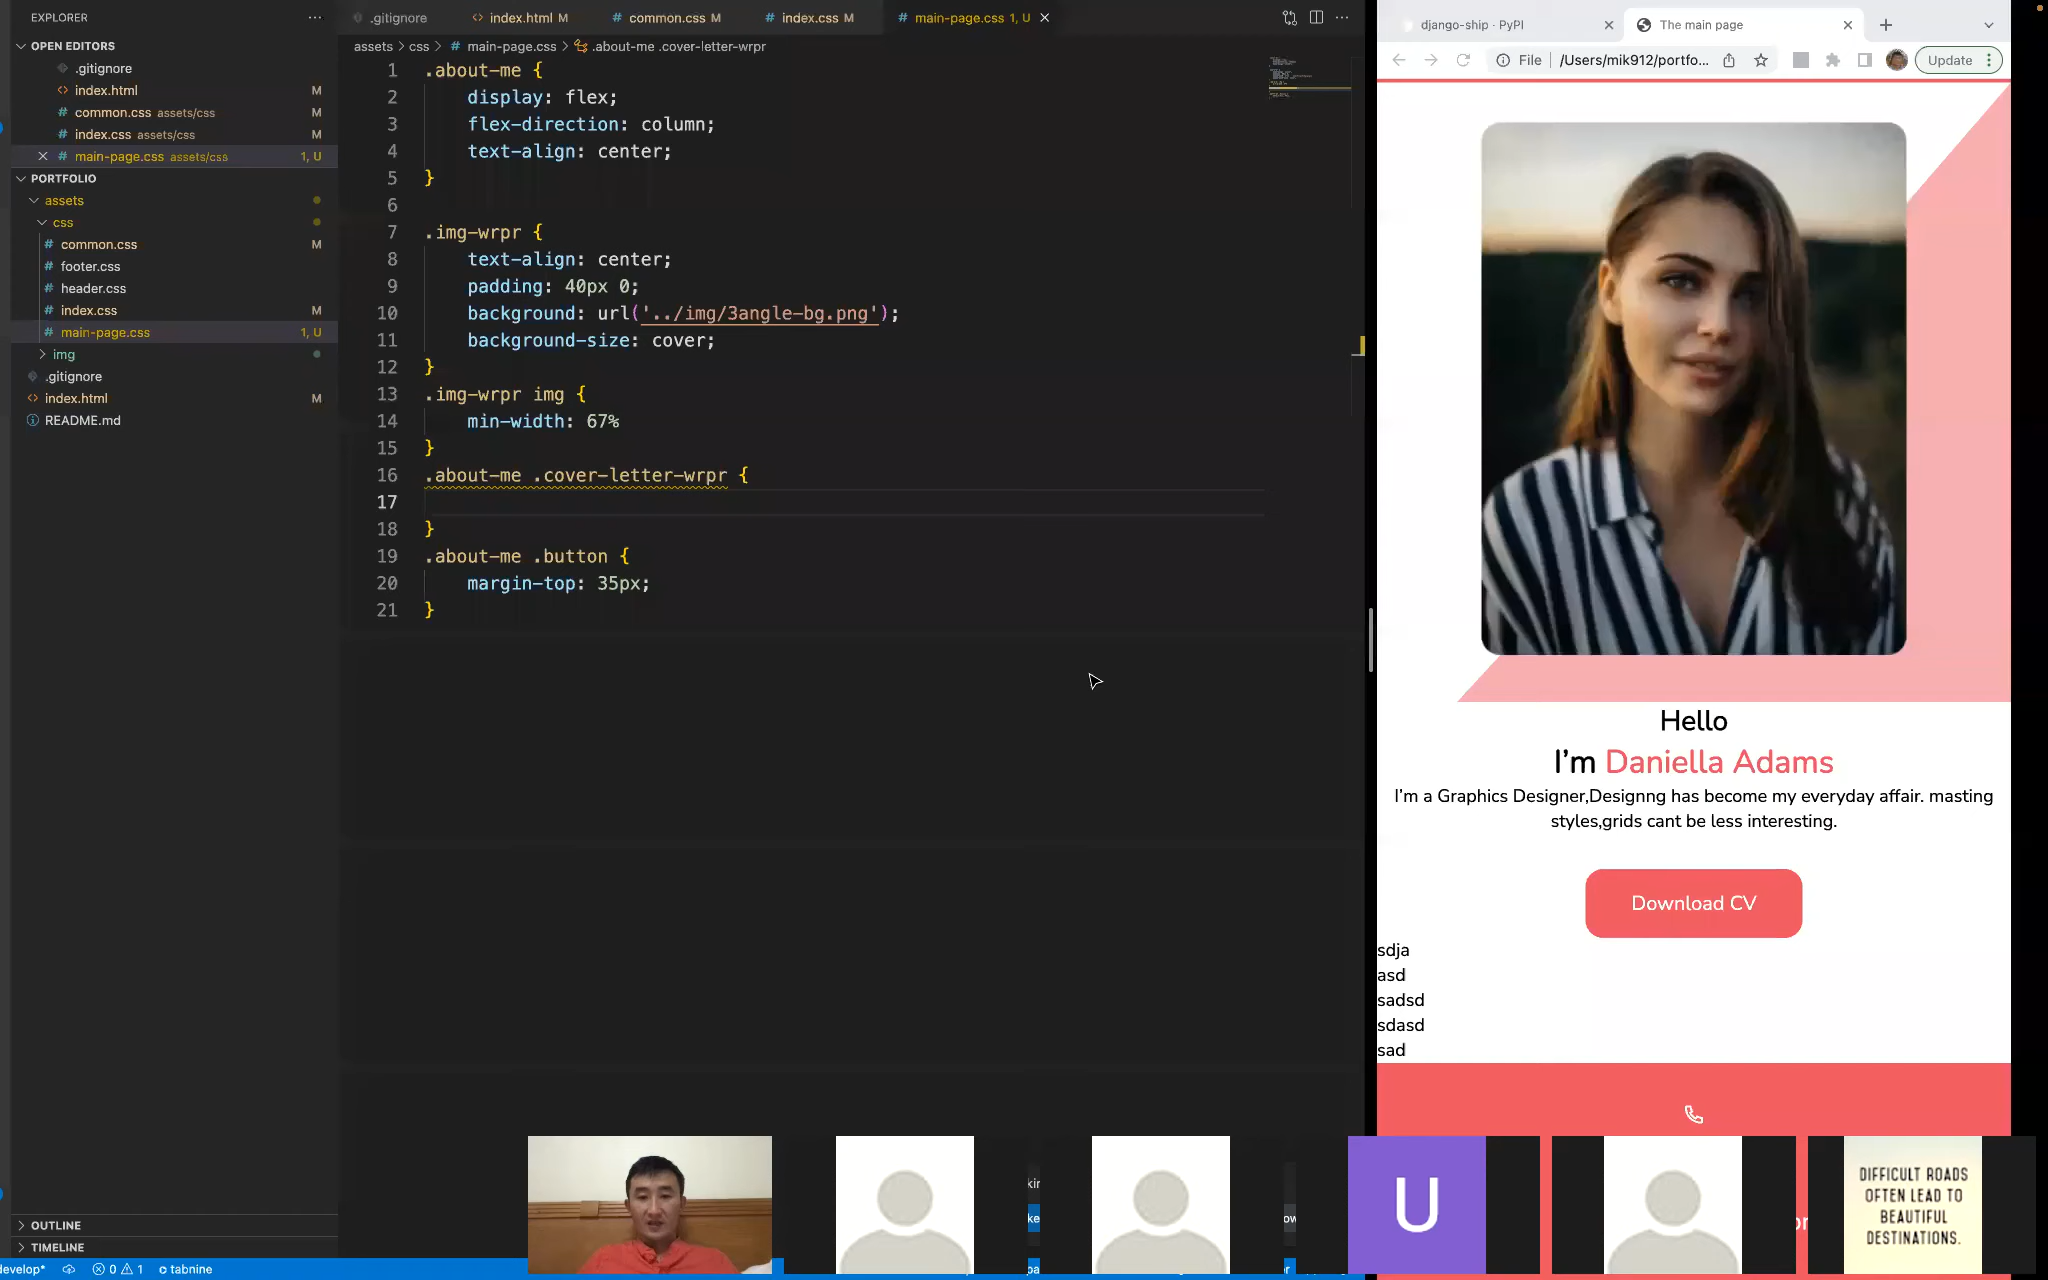 EXPLORER
OPEN EDITORS
.gitignore
index.html M
common.css assets/css M
index.css assets/css M
main-page.css assets/css 1, U
PORTFOLIO
assets
css
common.css M
footer.css
header.css
index.css M
main-page.css 1, U
img
.gitignore
index.html M
README.md
OUTLINE
TIMELINE
develop* 0 1 tabnine
.gitignore index.html M common.css M index.css M main-page.css 1, U
assets > css > # main-page.css > .about-me .cover-letter-wrpr
1 .about-me {
2 display: flex;
3 flex-direction: column;
4 text-align: center;
5 }
6
7 .img-wrpr {
8 text-align: center;
9 padding: 40px 0;
10 background: url('../img/3angle-bg.png');
11 background-size: cover;
12 }
13 .img-wrpr img {
14 min-width: 67%
15 }
16 .about-me .cover-letter-wrpr {
17
18 }
19 .about-me .button {
20 margin-top: 35px;
21 }
django-ship · PyPI
The main page
File /Users/mik912/portfo... Update
Hello
I'm Daniella Adams
I'm a Graphics Designer,Designng has become my everyday affair. masting
styles,grids cant be less interesting.
Download CV
sdja
asd
sadsd
sdasd
sad
U
DIFFICULT ROADS
OFTEN LEAD TO
BEAUTIFUL
DESTINATIONS.